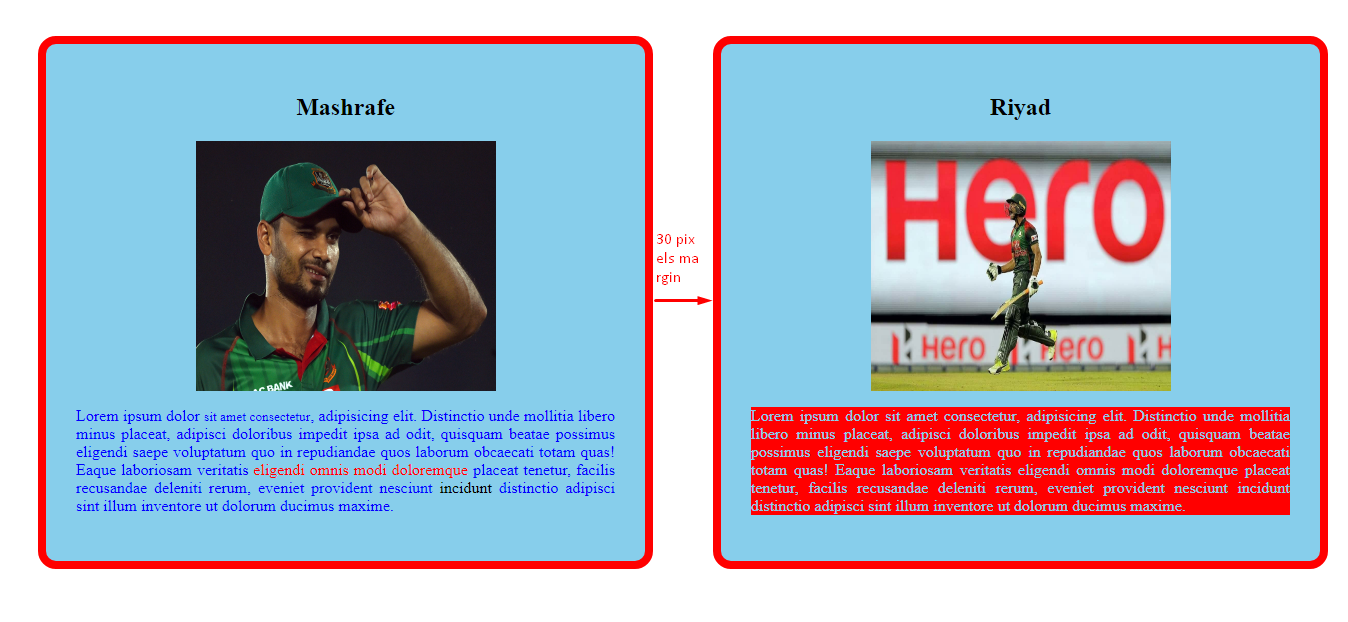 Mashrafe
AC BANK
Lorem ipsum dolor sit amet consectetur, adipisicing elit. Distinctio unde mollitia libero
minus placeat, adipisci doloribus impedit ipsa ad odit, quisquam beatae possimus
eligendi saepe voluptatum quo in repudiandae quos laborum obcaecati totam quas!
Eaque laboriosam veritatis eligendi omnis modi doloremque placeat tenetur, facilis
recusandae deleniti rerum, eveniet provident nesciunt incidunt distinctio adipisci
sint illum inventore ut dolorum ducimus maxime.
30 pix
els ma
rgin
Riyad
Hero
Hero
Hero
H
Lorem ipsum dolor sit amet consectetur, adipisicing elit. Distinctio unde mollitia
libero minus placeat, adipisci doloribus impedit ipsa ad odit, quisquam beatae
possimus eligendi saepe voluptatum quo in repudiandae quos laborum obcaecati
totam quas! Eaque laboriosam veritatis eligendi omnis modi doloremque placeat
tenetur, facilis recusandae deleniti rerum, eveniet provident nesciunt incidunt
distinctio adipisci sint illum inventore ut dolorum ducimus maxime.